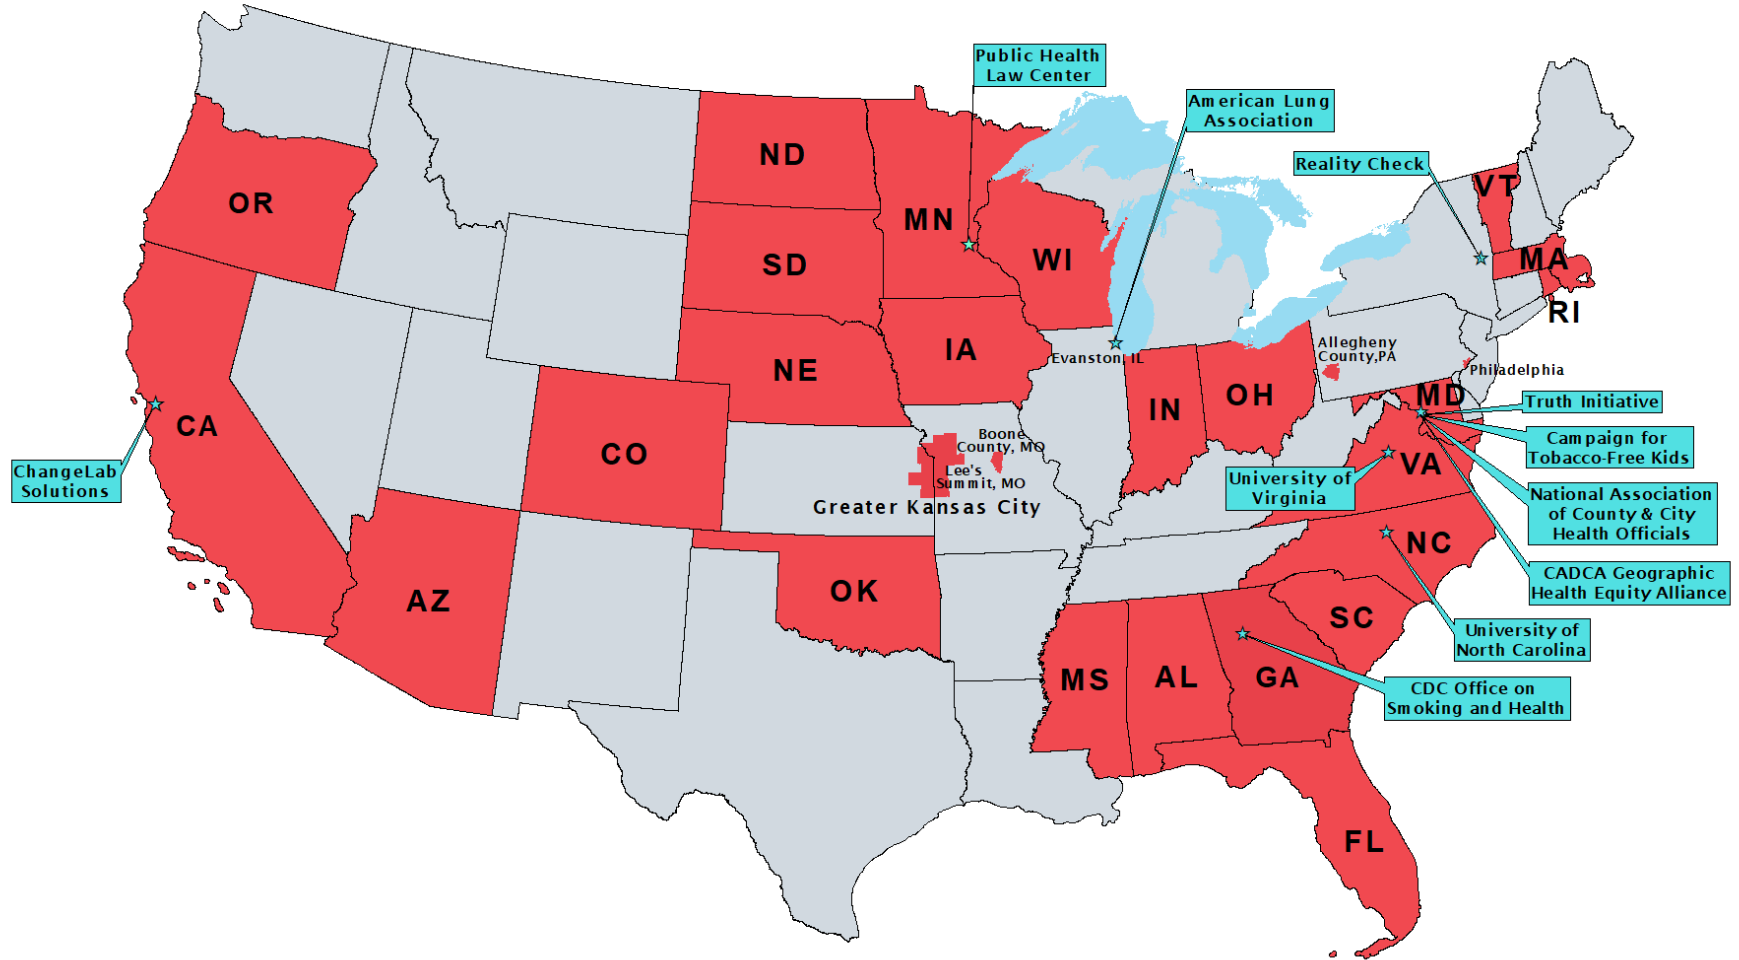 Public Health
Law Center
American Lung
Association
Reality Check
VT
ND
OR
MN
MA
WI
SD
RI
Allegheny
County,PA
IA
Evanston, IL
NE
Philadelphia
MD
Truth Initiative
OH
IN
CA
Campaign for
Tobacco-Free Kids
Boone
County, MO
CO
VA
ChangeLab
Solutions
Lee's
Summit, MO
University of
Virginia
National Association
of County & City
Health Officials
Greater Kansas City
NC
CADCA Geographic
Health Equity Alliance
OK
AZ
SC
University of
North Carolina
MS
AL
GA
CDC Office on
Smoking and Health
FL